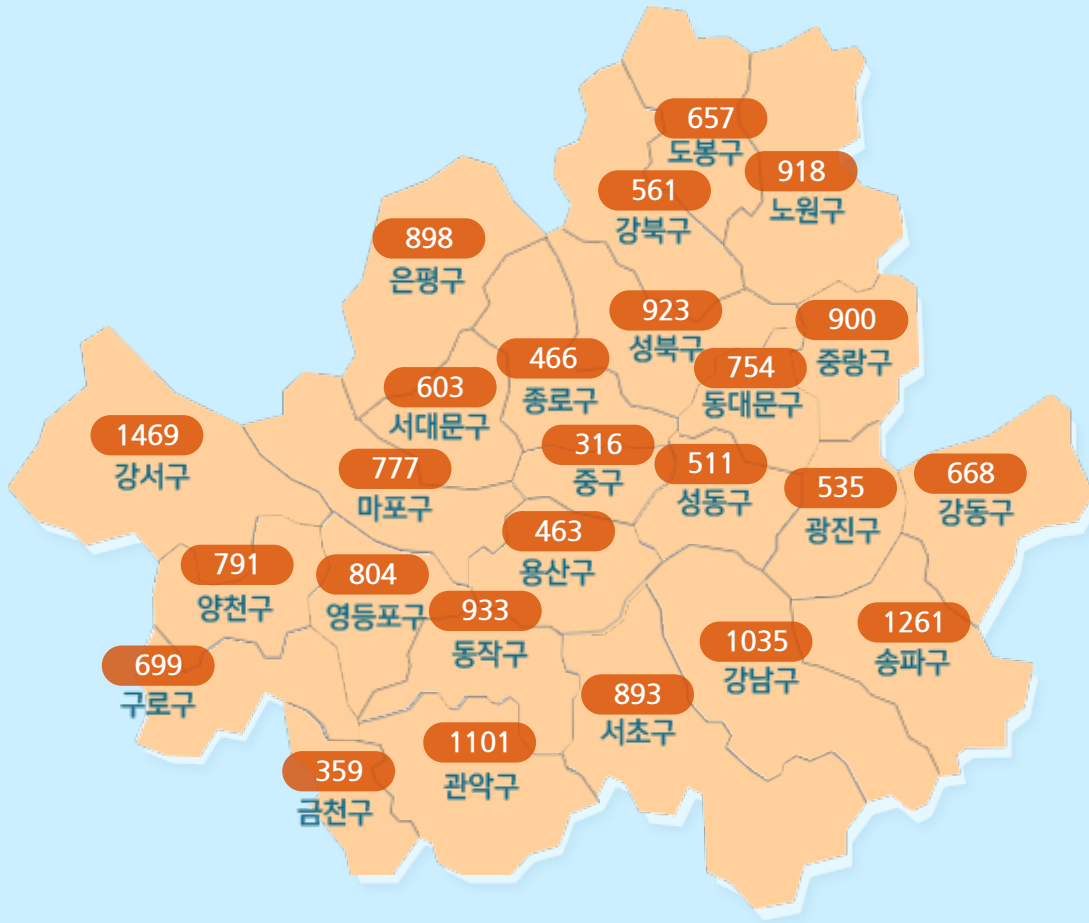 657
도봉구
918
노원구
561
강북구
898
은평구
923
성북구
900
중랑구
466
종로구
754
동대문구
603
서대문구
1469
강서구
777
마포구
316
중구
511
성동구
535
광진구
668
강동구
463
용산구
791
양천구
804
영등포구
933
동작구
1035
강남구
1261
송파구
699
구로구
893
서초구
1101
관악구
359
금천구